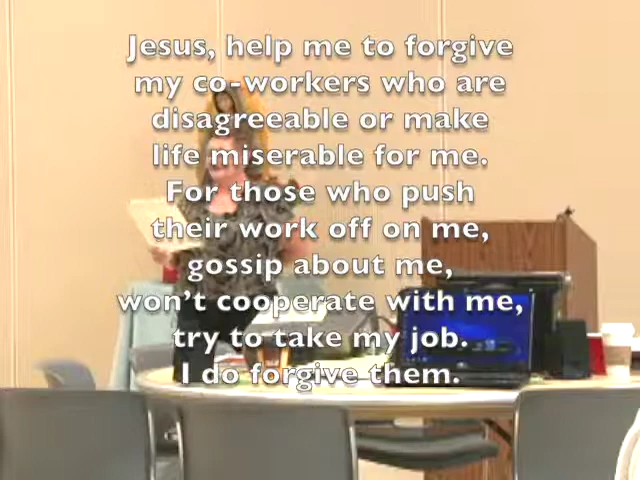 Jesus, help me to forgive
my co-workers who are
disagreeable or make
life miserable for me.
For those who push
their work off on me,
gossip about me,
won't cooperate with me,
try to take my job.
I do forgive them.